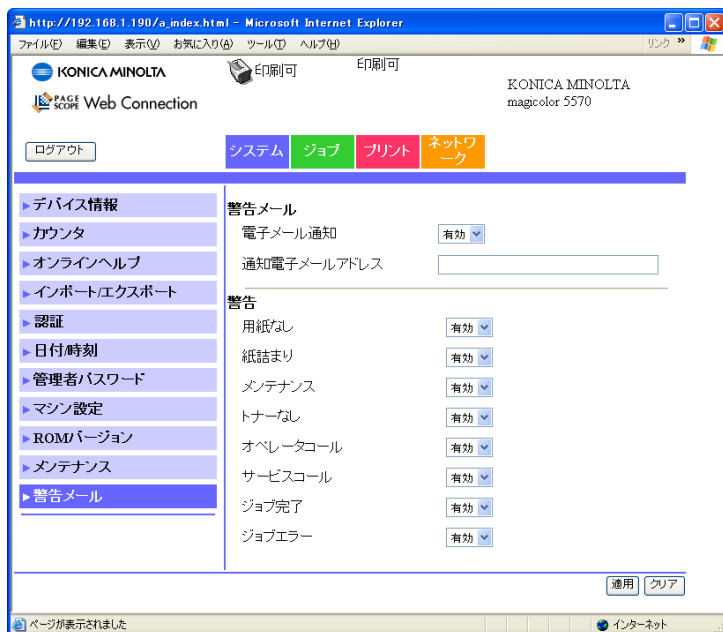 http://192.168.1.190/a_index.html - Microsoft Internet Explorer
ファイル(F) 編集(E) 表示(V) お気に入り(A) ツール(T) ヘルプ(H) リンク »
KONICA MINOLTA
印刷可
印刷可
KONICA MINOLTA
magicolor 5570
PAGE SCOPE Web Connection
ログアウト
システム
ジョブ
プリント
ネットワ
ーク
デバイス情報
カウンタ
オンラインヘルプ
インポート/エクスポート
認証
日付/時刻
管理者パスワード
マシン設定
ROMバージョン
メンテナンス
警告メール
警告メール
電子メール通知 有効
通知電子メールアドレス
警告
用紙なし 有効
紙詰まり 有効
メンテナンス 有効
トナーなし 有効
オペレータコール 有効
サービスコール 有効
ジョブ完了 有効
ジョブエラー 有効
適用 クリア
ページが表示されました インターネット